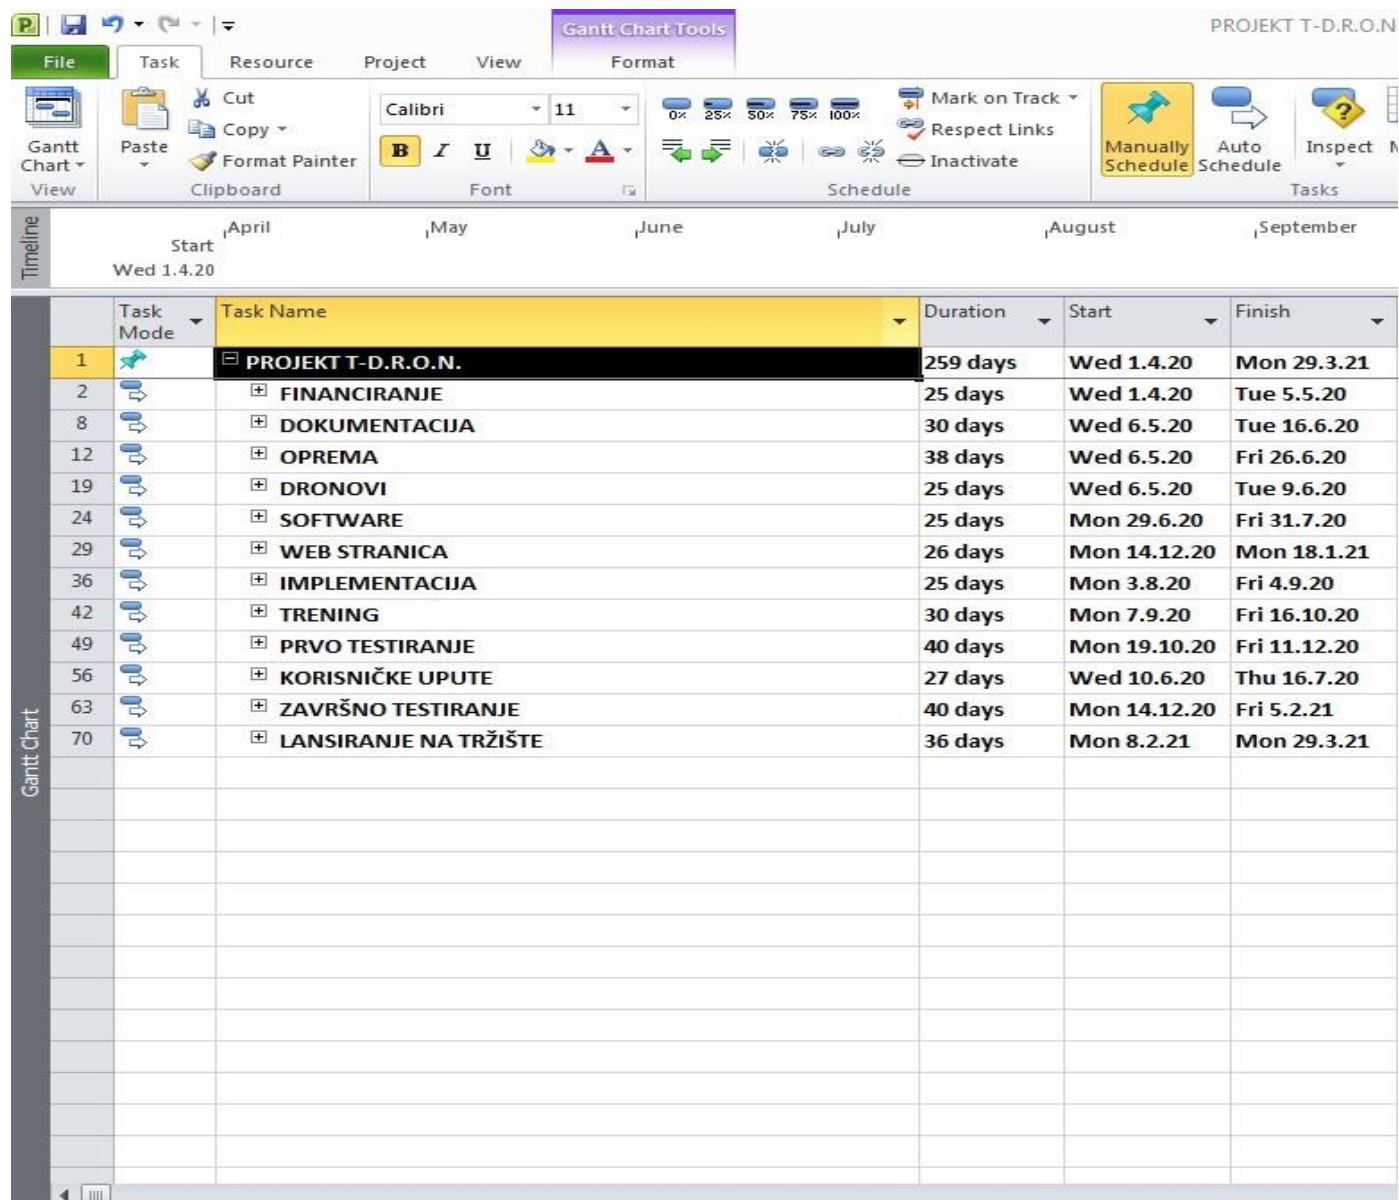 Gantt Chart Tools
PROJEKT T-D.R.O.N
File Task Resource Project View Format
Cut
Copy
Format Painter
Gantt Chart
Paste
Calibri 11
B I U A
0% 25% 50% 75% 100%
Mark on Track
Respect Links
Inactivate
Manually Schedule
Auto Schedule
Inspect
View Clipboard Font Schedule Tasks
Timeline
April May June July August September
Start
Wed 1.4.20
Task Mode Task Name Duration Start Finish
1 PROJEKT T-D.R.O.N. 259 days Wed 1.4.20 Mon 29.3.21
2 FINANCIRANJE 25 days Wed 1.4.20 Tue 5.5.20
8 DOKUMENTACIJA 30 days Wed 6.5.20 Tue 16.6.20
12 OPREMA 38 days Wed 6.5.20 Fri 26.6.20
19 DRONOVI 25 days Wed 6.5.20 Tue 9.6.20
24 SOFTWARE 25 days Mon 29.6.20 Fri 31.7.20
29 WEB STRANICA 26 days Mon 14.12.20 Mon 18.1.21
36 IMPLEMENTACIJA 25 days Mon 3.8.20 Fri 4.9.20
42 TRENING 30 days Mon 7.9.20 Fri 16.10.20
49 PRVO TESTIRANJE 40 days Mon 19.10.20 Fri 11.12.20
56 KORISNIČKE UPUTE 27 days Wed 10.6.20 Thu 16.7.20
63 ZAVRŠNO TESTIRANJE 40 days Mon 14.12.20 Fri 5.2.21
70 LANSIRANJE NA TRŽIŠTE 36 days Mon 8.2.21 Mon 29.3.21
Gantt Chart